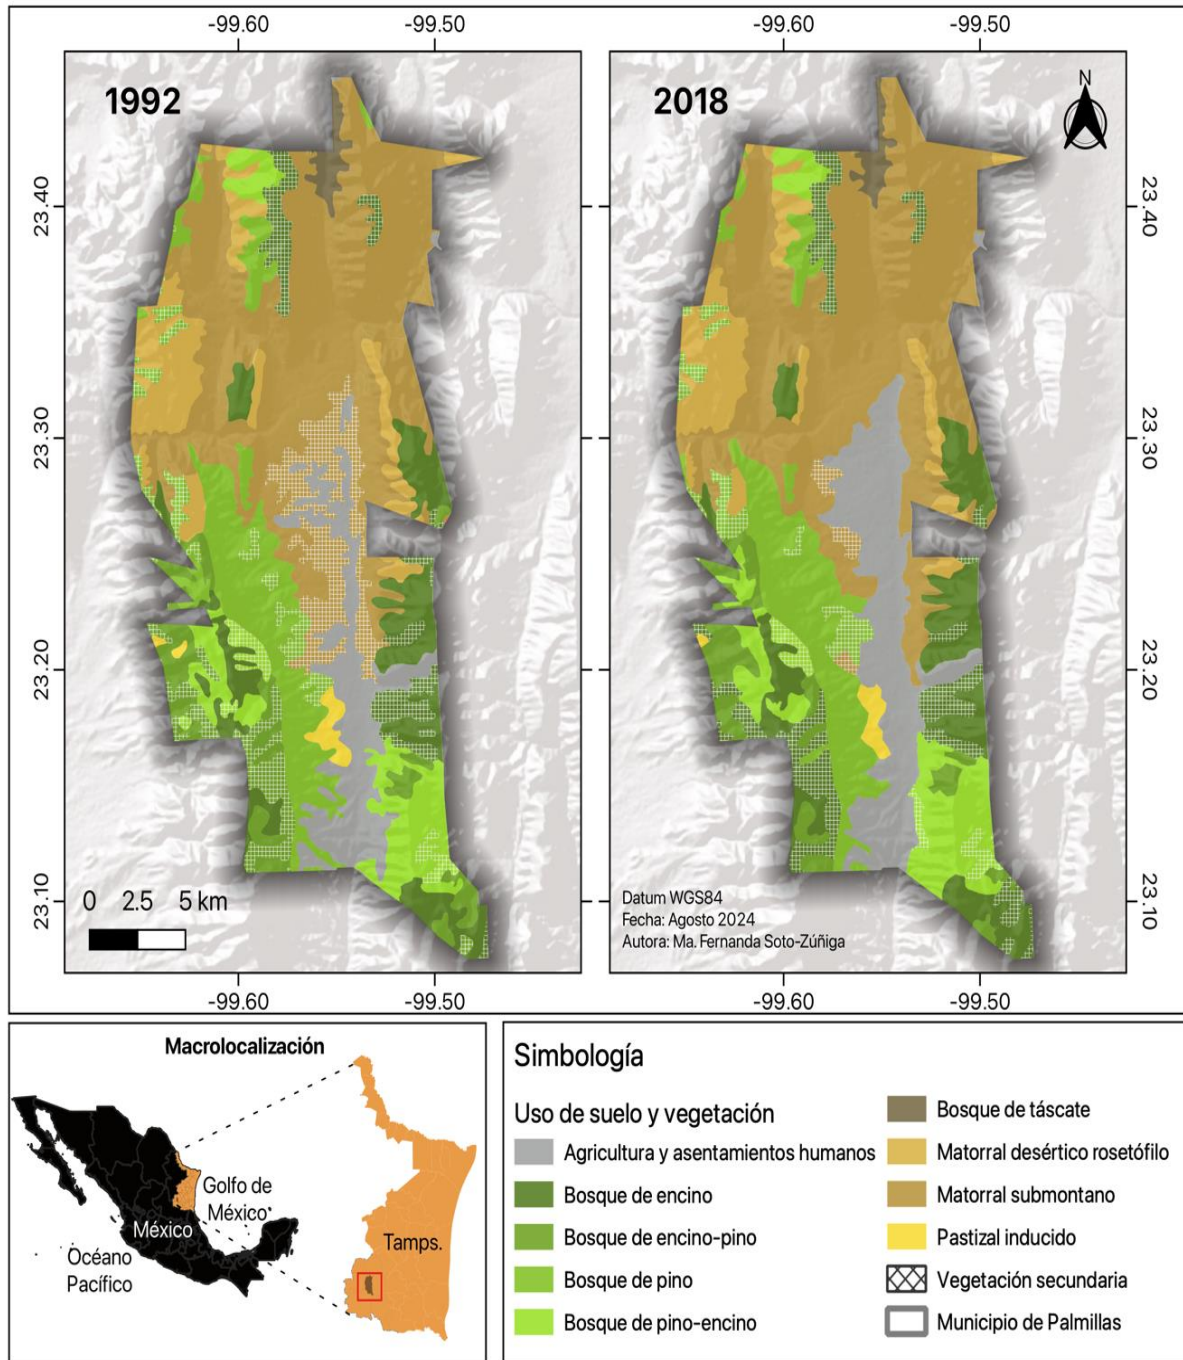 -99.60
-99.50
-99.60
-99.50
1992
2018
N
23.40
23.40
23.30
23.30
23.20
23.20
23.10
23.10
0 2.5 5 km
Datum WGS84
Fecha: Agosto 2024
Autora: Ma. Fernanda Soto-Zúñiga
-99.60
-99.50
-99.60
-99.50
Macrolocalización
Golfo de
México
México
Océano
Pacífico
Tamps.
Simbología
Uso de suelo y vegetación
Agricultura y asentamientos humanos
Bosque de encino
Bosque de encino-pino
Bosque de pino
Bosque de pino-encino
Bosque de táscate
Matorral desértico rosetófilo
Matorral submontano
Pastizal inducido
Vegetación secundaria
Municipio de Palmillas